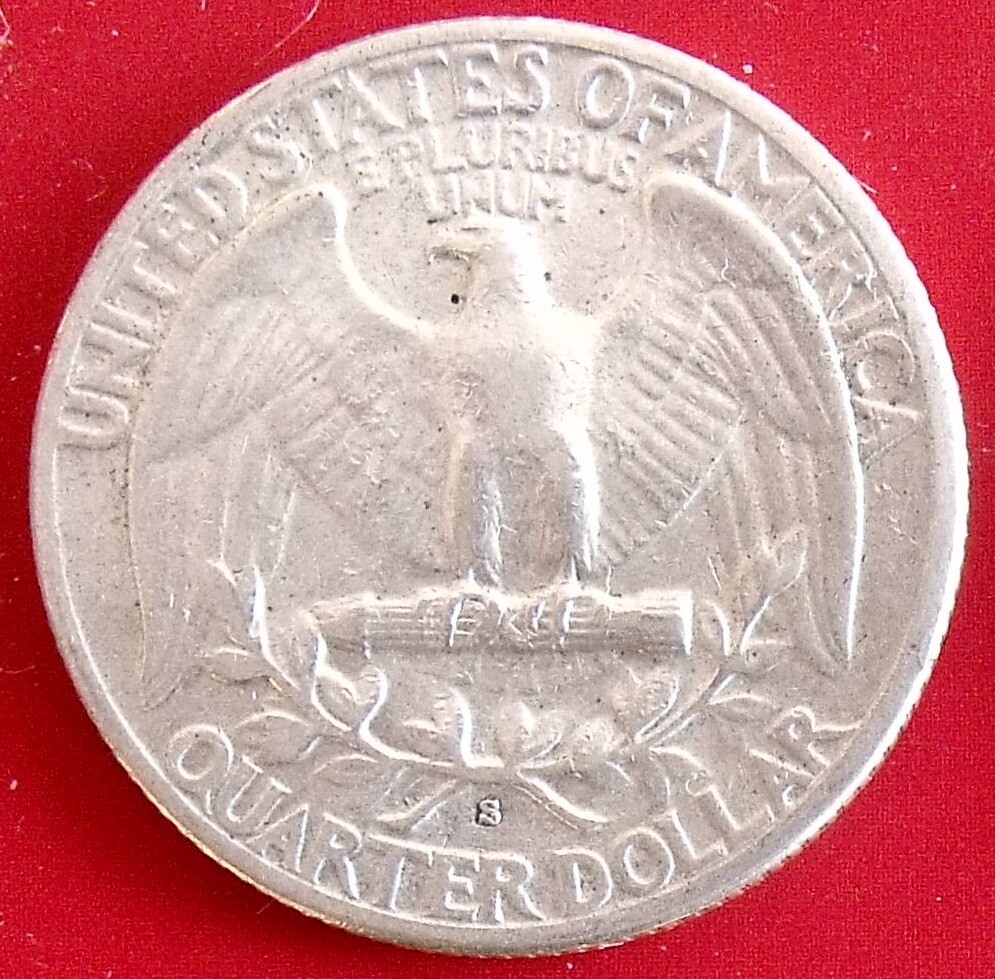 UNITED STATES OF AMERICA
E PLURIBUS
UNUM
S
QUARTER DOLLAR